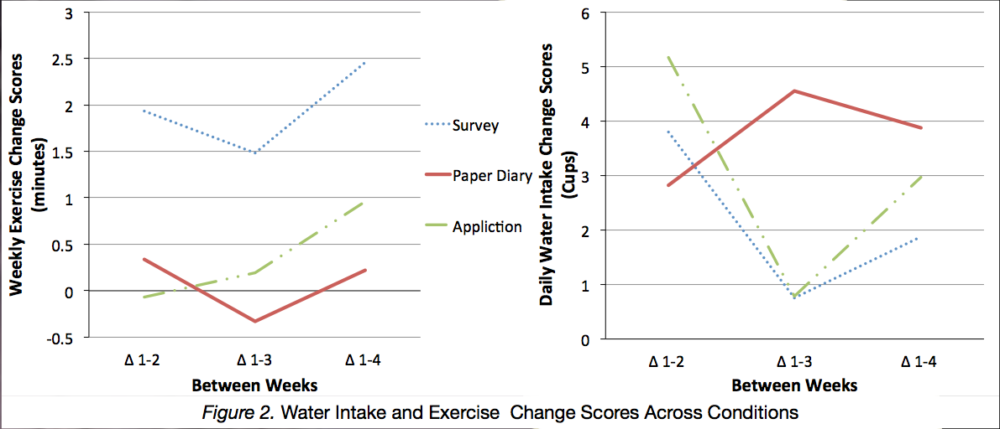 3
2.5
2
1.5
1
0.5
0
-0.5
Weekly Exercise Change Scores
(minutes)
Δ 1-2 Δ 1-3 Δ 1-4
Between Weeks
Survey
Paper Diary
Appliction
6
5
4
3
2
1
0
Daily Water Intake Change Scores
(Cups)
Δ 1-2 Δ 1-3 Δ 1-4
Between Weeks
Figure 2. Water Intake and Exercise Change Scores Across Conditions